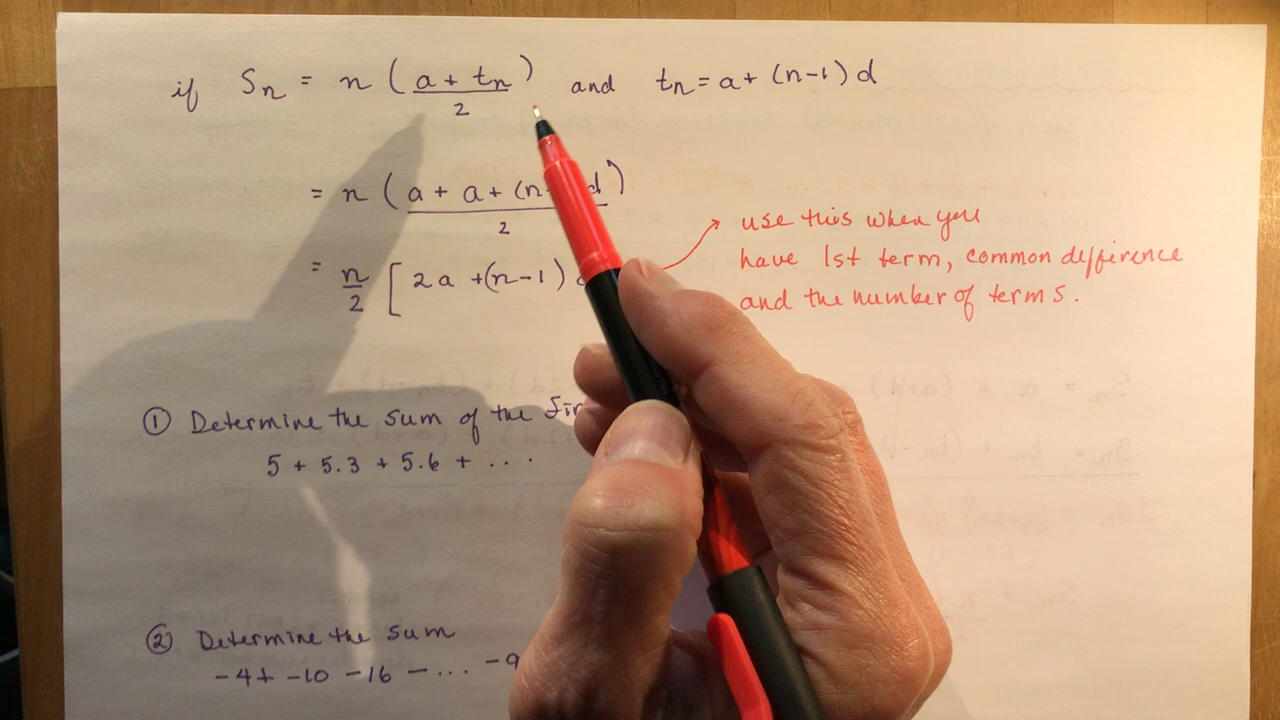 if Sn = n ( a + tn / 2 ) and tn = a + (n-1) d
= n ( a + a + (n d / 2 )
= n/2 [ 2a + (n-1)
use this when you
have 1st term, common difference
and the number of terms.
① Determine the sum of the
5 + 5.3 + 5.6 + ...
② Determine the sum
-4 + -10 -16 - ... -9